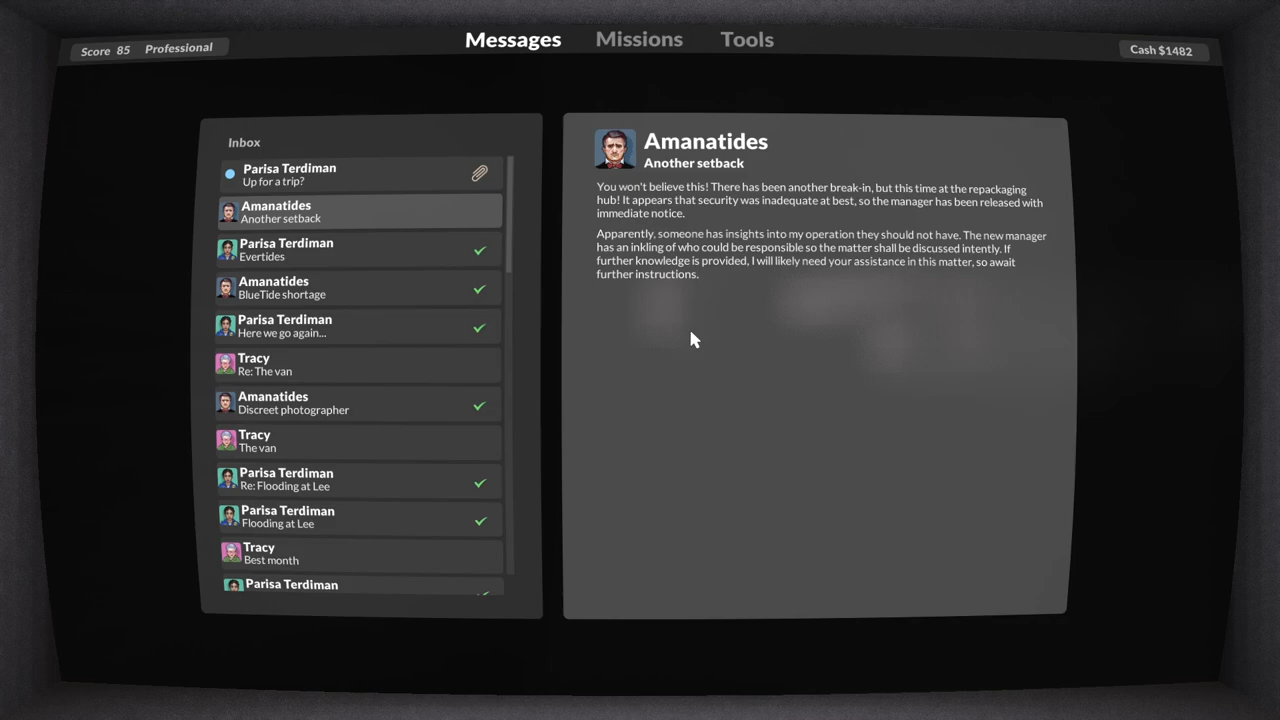 Score 85 Professional
Messages Missions Tools
Cash $1482
Inbox
Parisa Terdiman
Up for a trip?
Amanatides
Another setback
Parisa Terdiman
Evertides
Amanatides
BlueTide shortage
Parisa Terdiman
Here we go again...
Tracy
Re: The van
Amanatides
Discreet photographer
Tracy
The van
Parisa Terdiman
Re: Flooding at Lee
Parisa Terdiman
Flooding at Lee
Tracy
Best month
Parisa Terdiman
Amanatides
Another setback
You won't believe this! There has been another break-in, but this time at the repackaging
hub! It appears that security was inadequate at best, so the manager has been released with
immediate notice.
Apparently, someone has insights into my operation they should not have. The new manager
has an inkling of who could be responsible so the matter shall be discussed intently. If
further knowledge is provided, I will likely need your assistance in this matter, so await
further instructions.